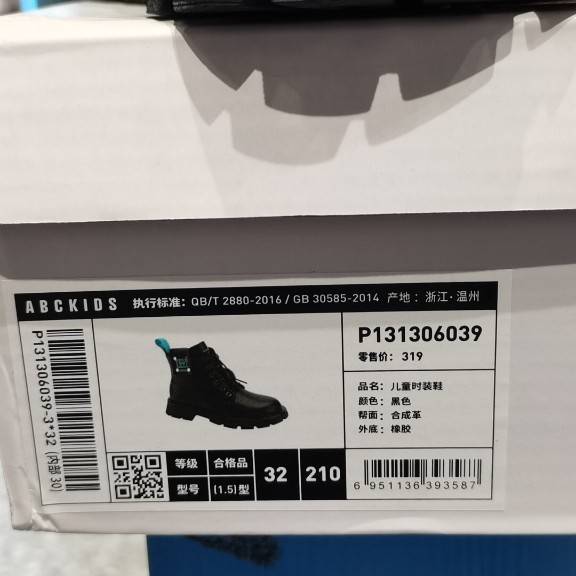 ABCKIDS 执行标准: QB/T 2880-2016 / GB 30585-2014 产地: 浙江·温州
P131306039-3*32 (内部 30)
P131306039
零售价: 319
品名: 儿童时装鞋
颜色: 黑色
帮面: 合成革
外底: 橡胶
等级 合格品 32 210
型号 (1.5)型
6 951136 393587